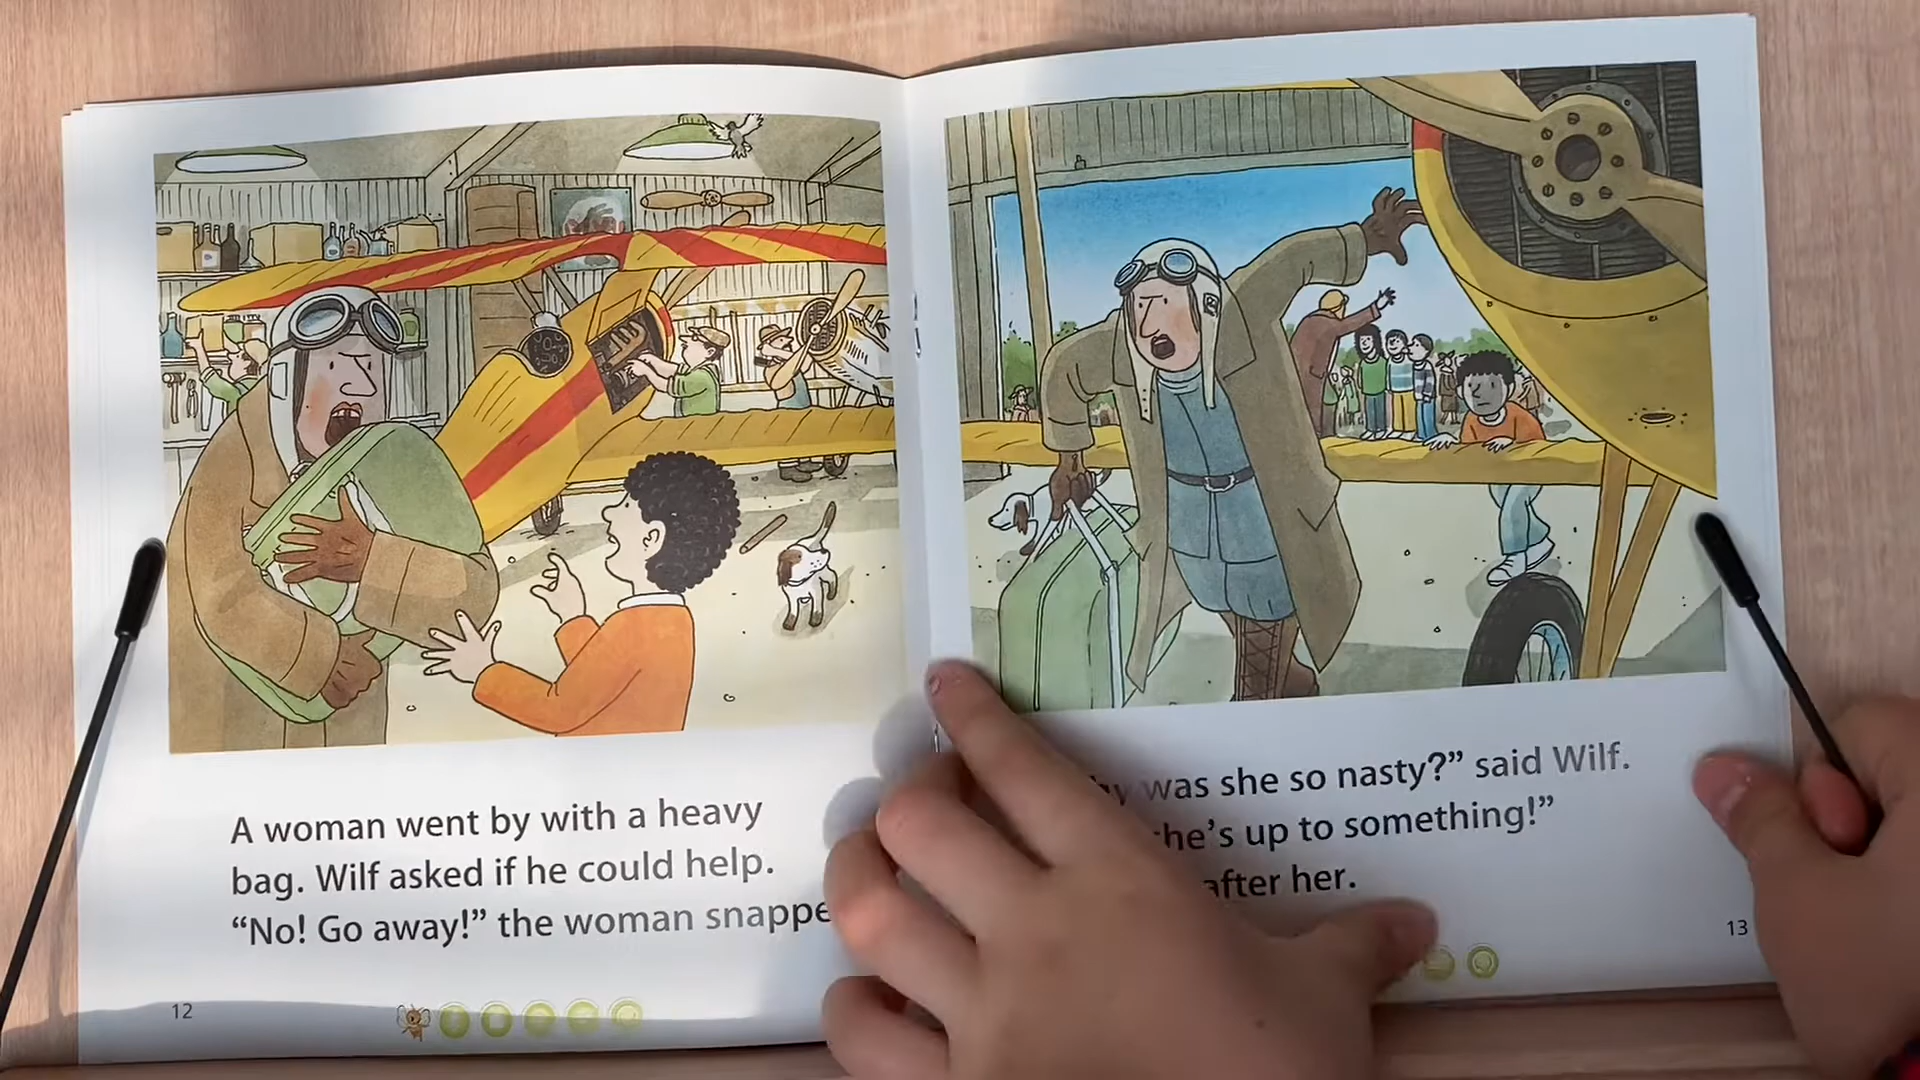 A woman went by with a heavy
bag. Wilf asked if he could help.
“No! Go away!” the woman snappe
12
was she so nasty?” said Wilf.
he’s up to something!”
after her.
13